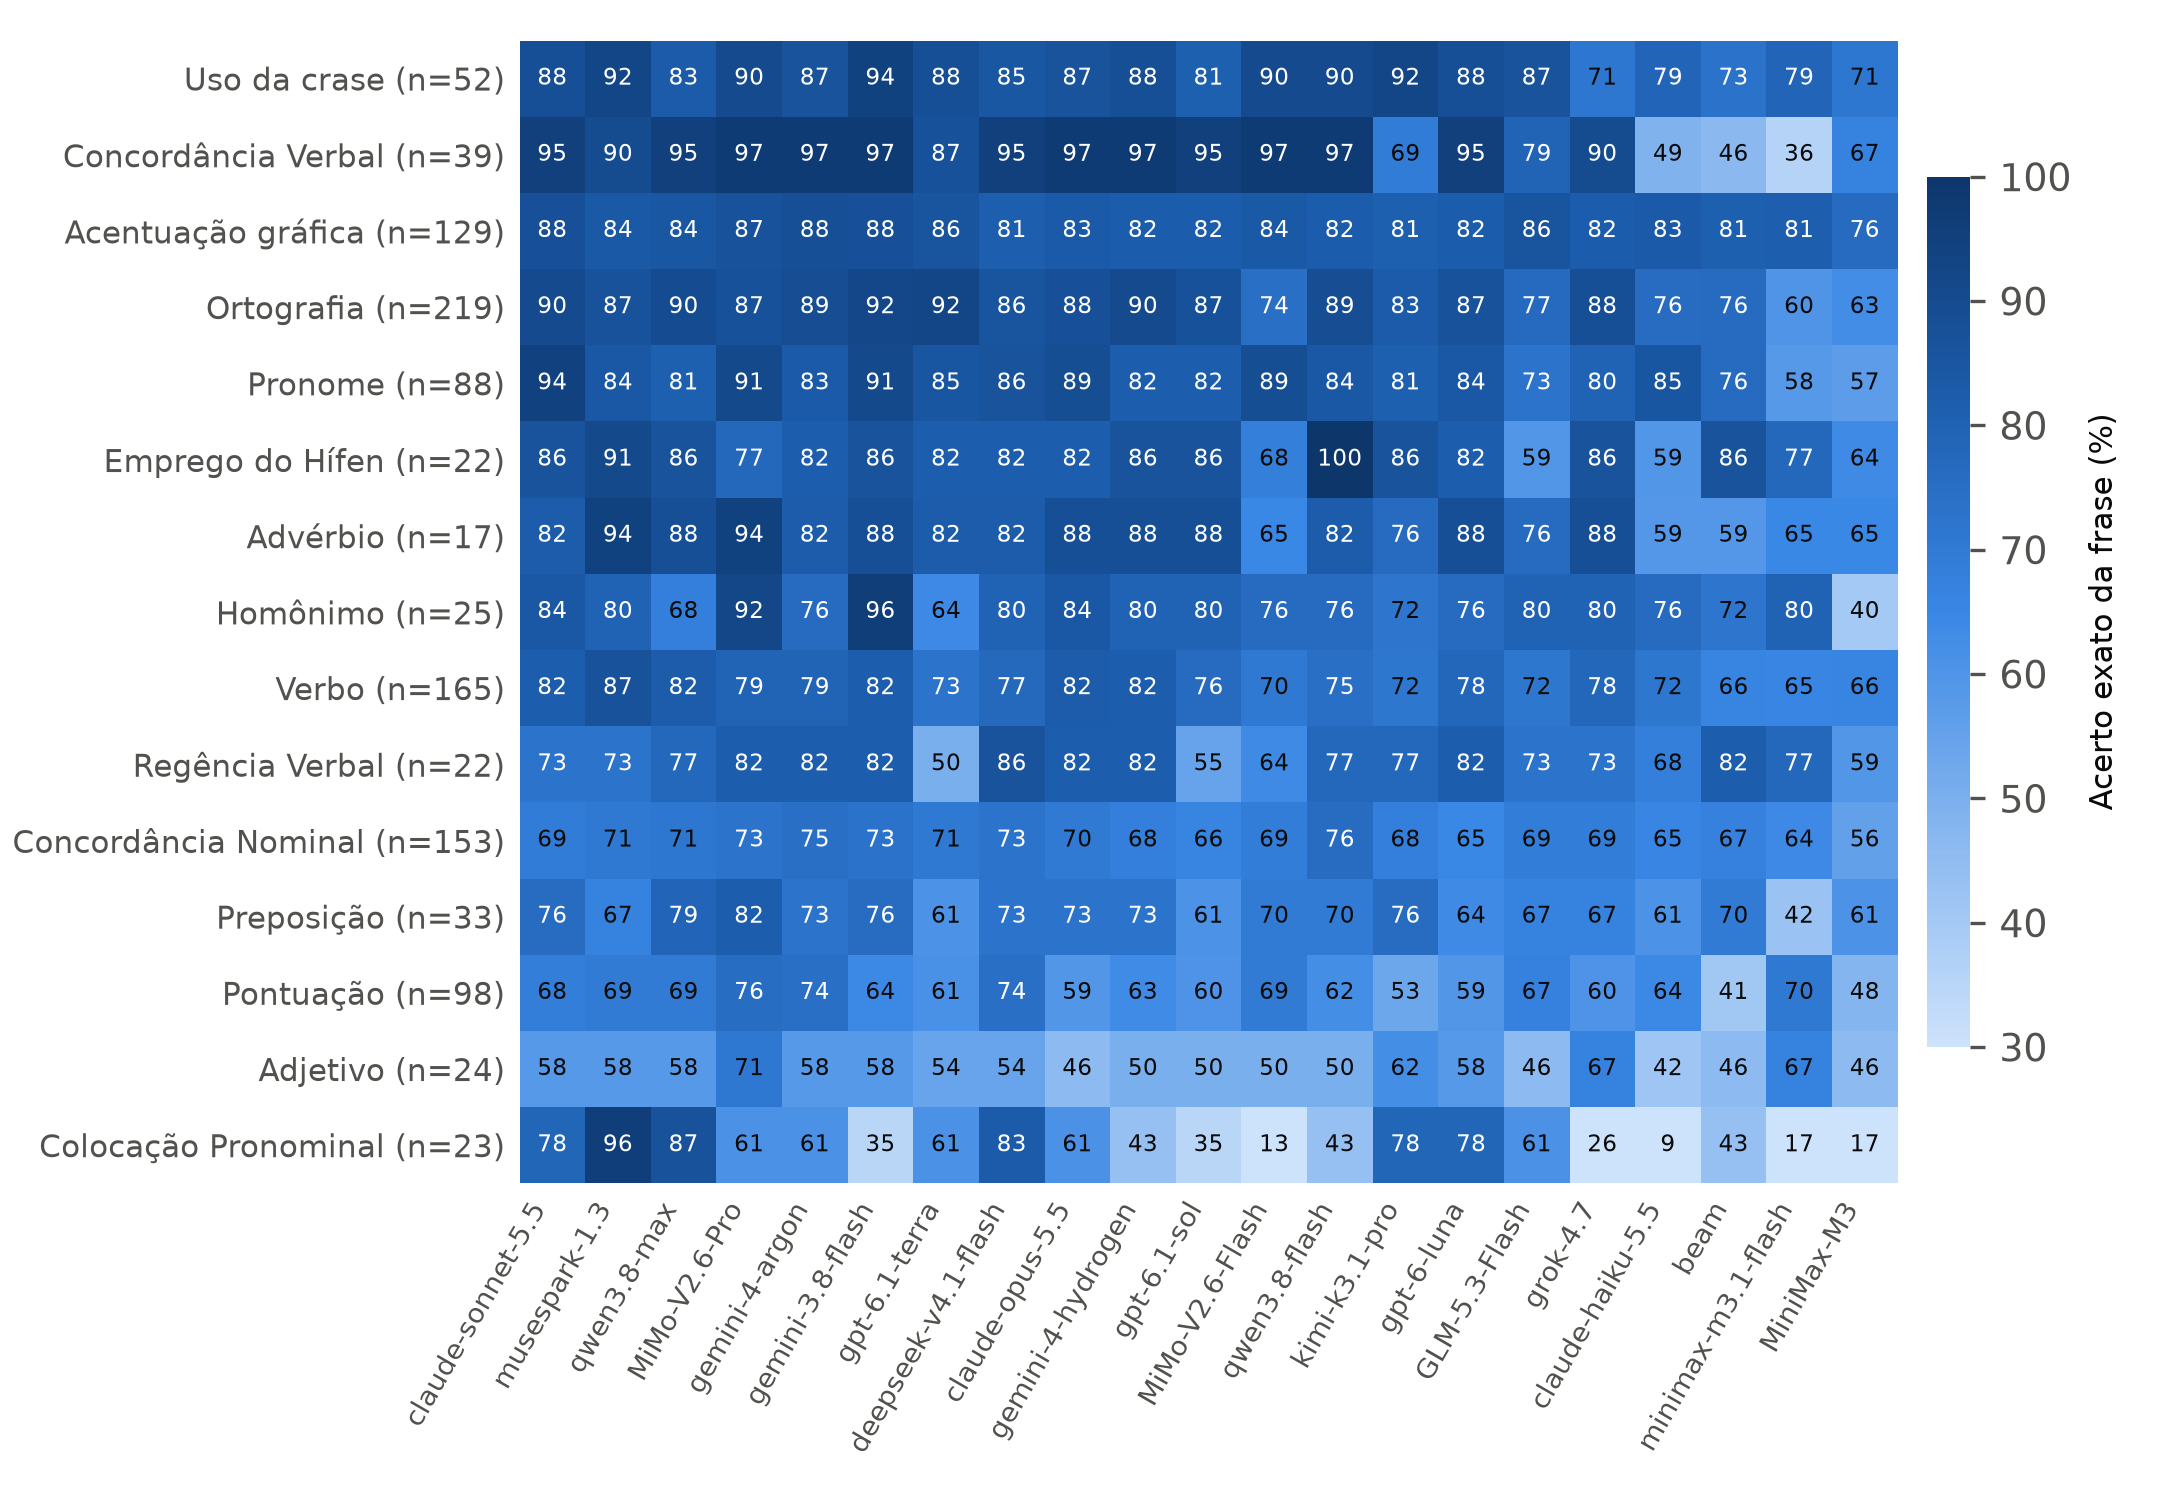 Uso da crase (n=52) 88 92 83 90 87 94 88 85 87 88 81 90 90 92 88 87 71 79 73 79 71
Concordância Verbal (n=39) 95 90 95 97 97 97 87 95 97 97 95 97 97 69 95 79 90 49 46 36 67
Acentuação gráfica (n=129) 88 84 84 87 88 88 86 81 83 82 82 84 82 81 82 86 82 83 81 81 76
Ortografia (n=219) 90 87 90 87 89 92 92 86 88 90 87 74 89 83 87 77 88 76 76 60 63
Pronome (n=88) 94 84 81 91 83 91 85 86 89 82 82 89 84 81 84 73 80 85 76 58 57
Emprego do Hífen (n=22) 86 91 86 77 82 86 82 82 82 86 86 68 100 86 82 59 86 59 86 77 64
Advérbio (n=17) 82 94 88 94 82 88 82 82 88 88 88 65 82 76 88 76 88 59 59 65 65
Homônimo (n=25) 84 80 68 92 76 96 64 80 84 80 80 76 76 72 76 80 80 76 72 80 40
Verbo (n=165) 82 87 82 79 79 82 73 77 82 82 76 70 75 72 78 72 78 72 66 65 66
Regência Verbal (n=22) 73 73 77 82 82 82 50 86 82 82 55 64 77 77 82 73 73 68 82 77 59
Concordância Nominal (n=153) 69 71 71 73 75 73 71 73 70 68 66 69 76 68 65 69 69 65 67 64 56
Preposição (n=33) 76 67 79 82 73 76 61 73 73 73 61 70 70 76 64 67 67 61 70 42 61
Pontuação (n=98) 68 69 69 76 74 64 61 74 59 63 60 69 62 53 59 67 60 64 41 70 48
Adjetivo (n=24) 58 58 58 71 58 58 54 54 46 50 50 50 50 62 58 46 67 42 46 67 46
Colocação Pronominal (n=23) 78 96 87 61 61 35 61 83 61 43 35 13 43 78 78 61 26 9 43 17 17
claude-sonnet-5.5
musespark-1.3
qwen3.8-max
MiMo-V2.6-Pro
gemini-4-argon
gemini-3.8-flash
gpt-6.1-terra
deepseek-v4.1-flash
claude-opus-5.5
gemini-4-hydrogen
gpt-6.1-sol
MiMo-V2.6-Flash
qwen3.8-flash
kimi-k3.1-pro
gpt-6-luna
GLM-5.3-Flash
grok-4.7
claude-haiku-5.5
beam
minimax-m3.1-flash
MiniMax-M3
100
90
80
70
60
50
40
30
Acerto exato da frase (%)